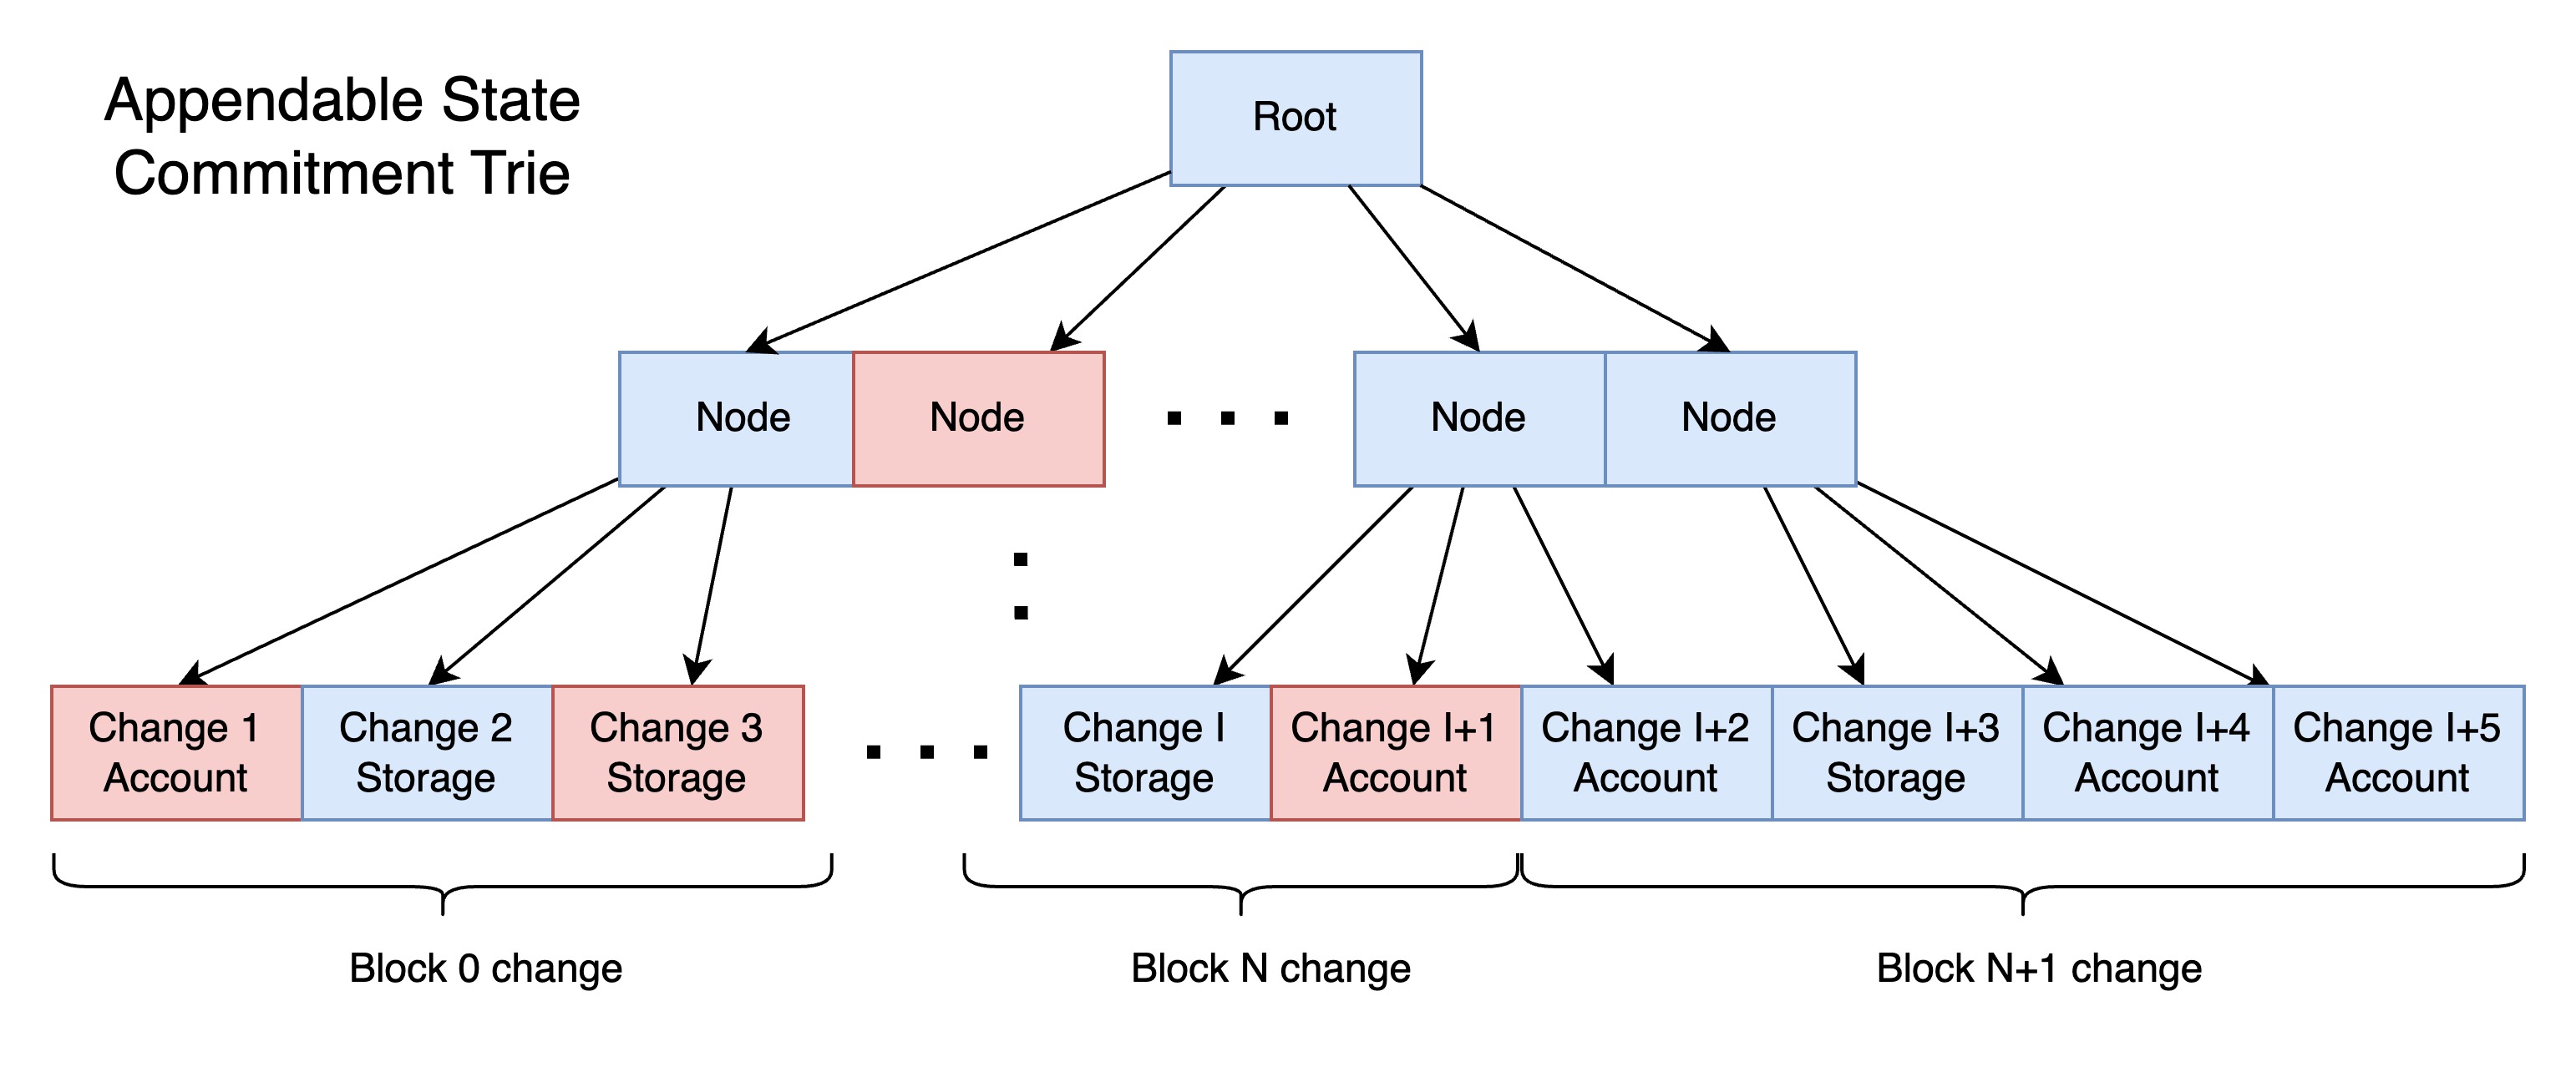 Appendable State
Commitment Trie
Root
Node
Node
Node
Node
Change 1
Account
Change 2
Storage
Change 3
Storage
Change I
Storage
Change I+1
Account
Change I+2
Account
Change I+3
Storage
Change I+4
Account
Change I+5
Account
Block 0 change
Block N change
Block N+1 change